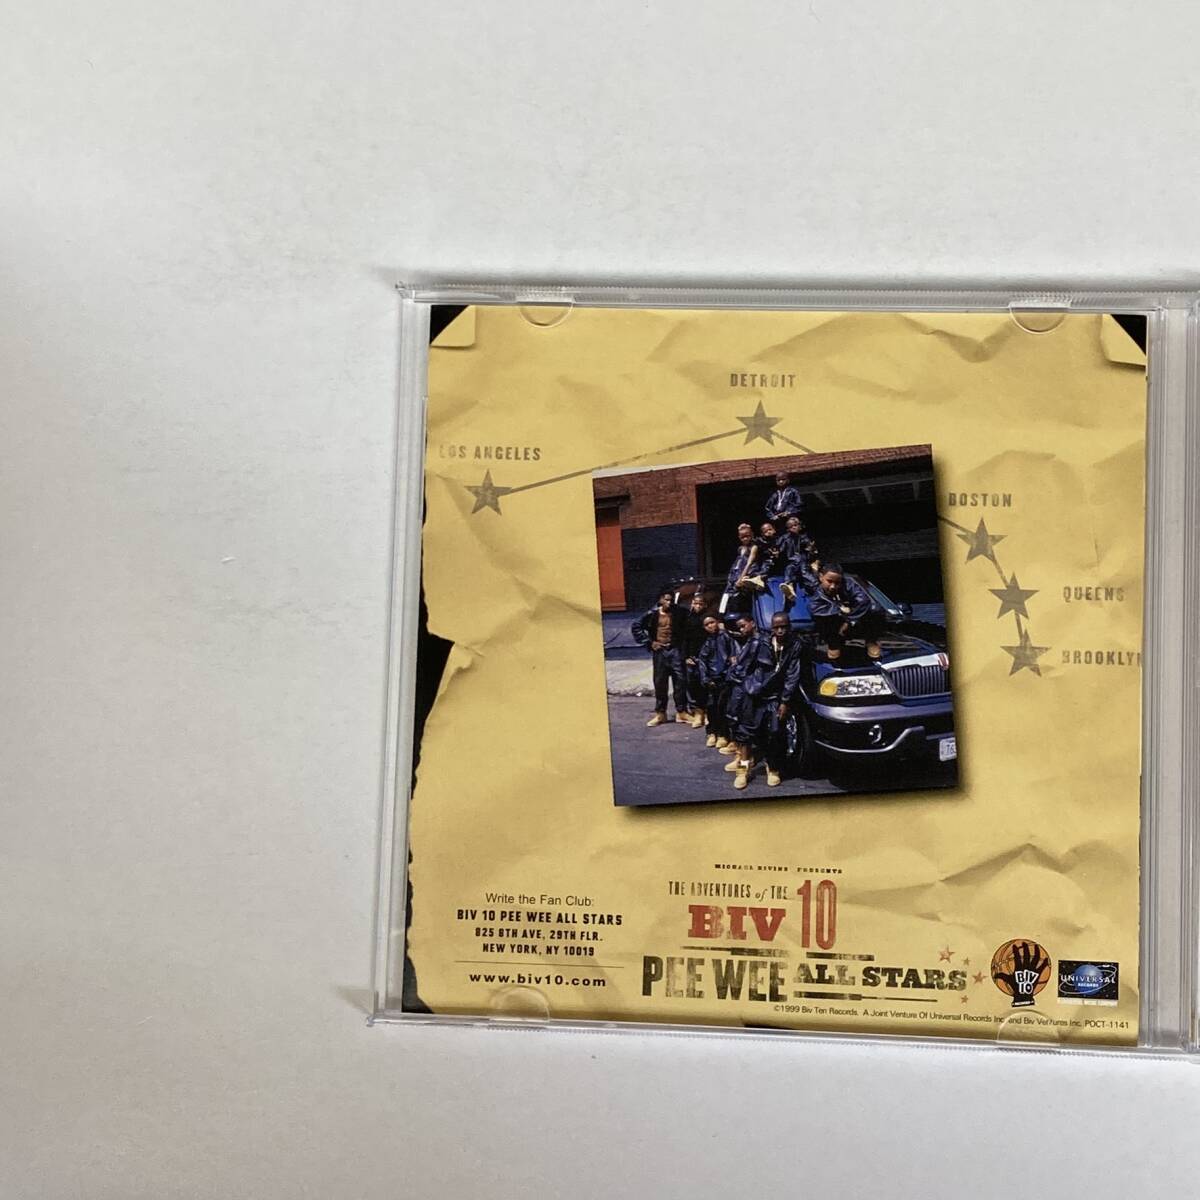 DETROIT
LOS ANGELES
BOSTON
QUEENS
BROOKLYN
MICHAEL BIVINS PRESENTS
THE ADVENTURES of THE
BIV 10
PEE WEE ALL STARS
Write the Fan Club:
BIV 10 PEE WEE ALL STARS
825 8TH AVE, 29TH FLR.
NEW YORK, NY 10019
www.biv10.com
BIV
10
UNIVERSAL
RECORDS
©1999 Biv Ten Records. A Joint Venture Of Universal Records Inc. and Biv Ventures Inc. POCT-1141